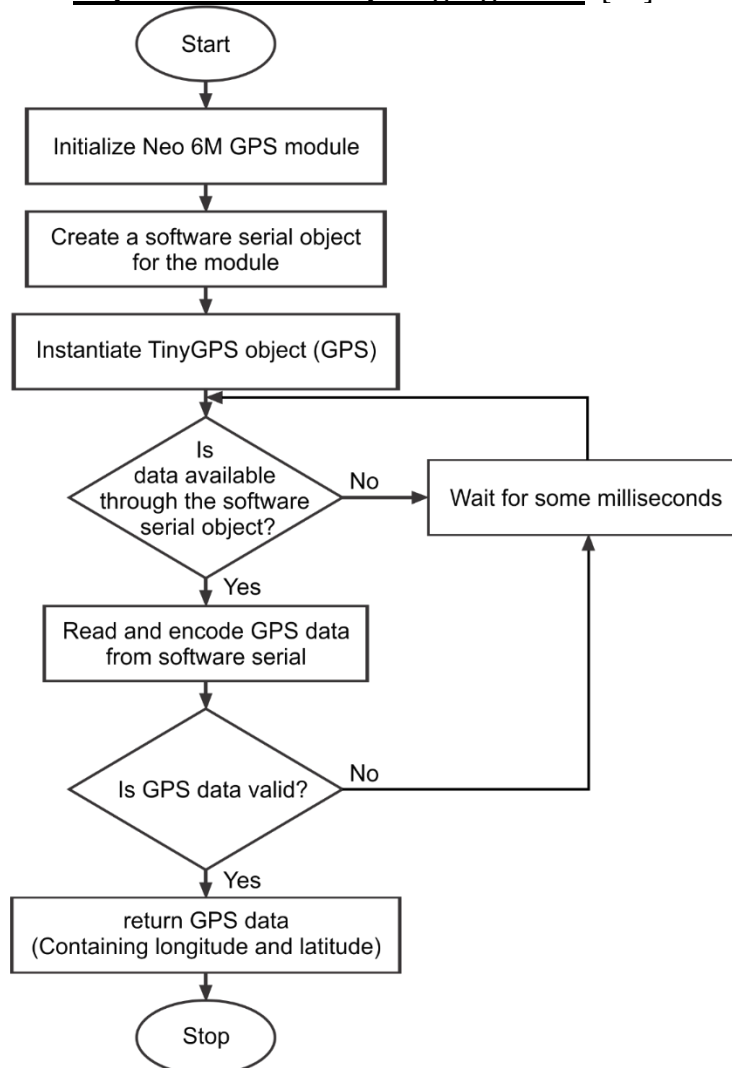 Start
Initialize Neo 6M GPS module
Create a software serial object
for the module
Instantiate TinyGPS object (GPS)
Is
data available
through the software
serial object?
No
Wait for some milliseconds
Yes
Read and encode GPS data
from software serial
Is GPS data valid?
No
Yes
return GPS data
(Containing longitude and latitude)
Stop